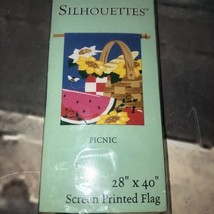 SILHOUETTES™
PICNIC
28" x 40"
Screen Printed Flag